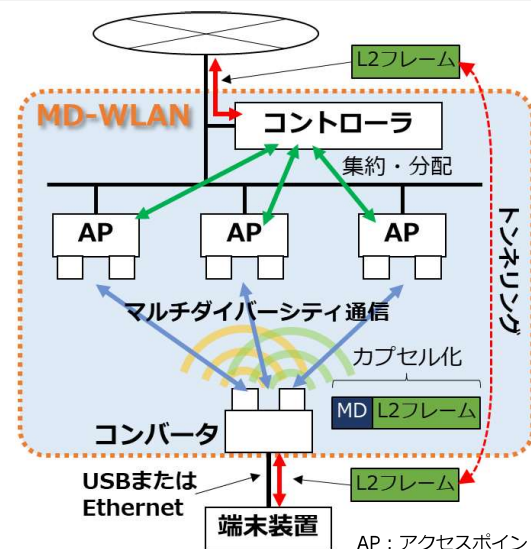 L2フレーム
MD-WLAN
コントローラ
集約・分配
AP
AP
AP
トンネリング
マルチダイバーシティ通信
カプセル化
MD L2フレーム
コンバータ
USBまたは
Ethernet
L2フレーム
端末装置
AP：アクセスポイン